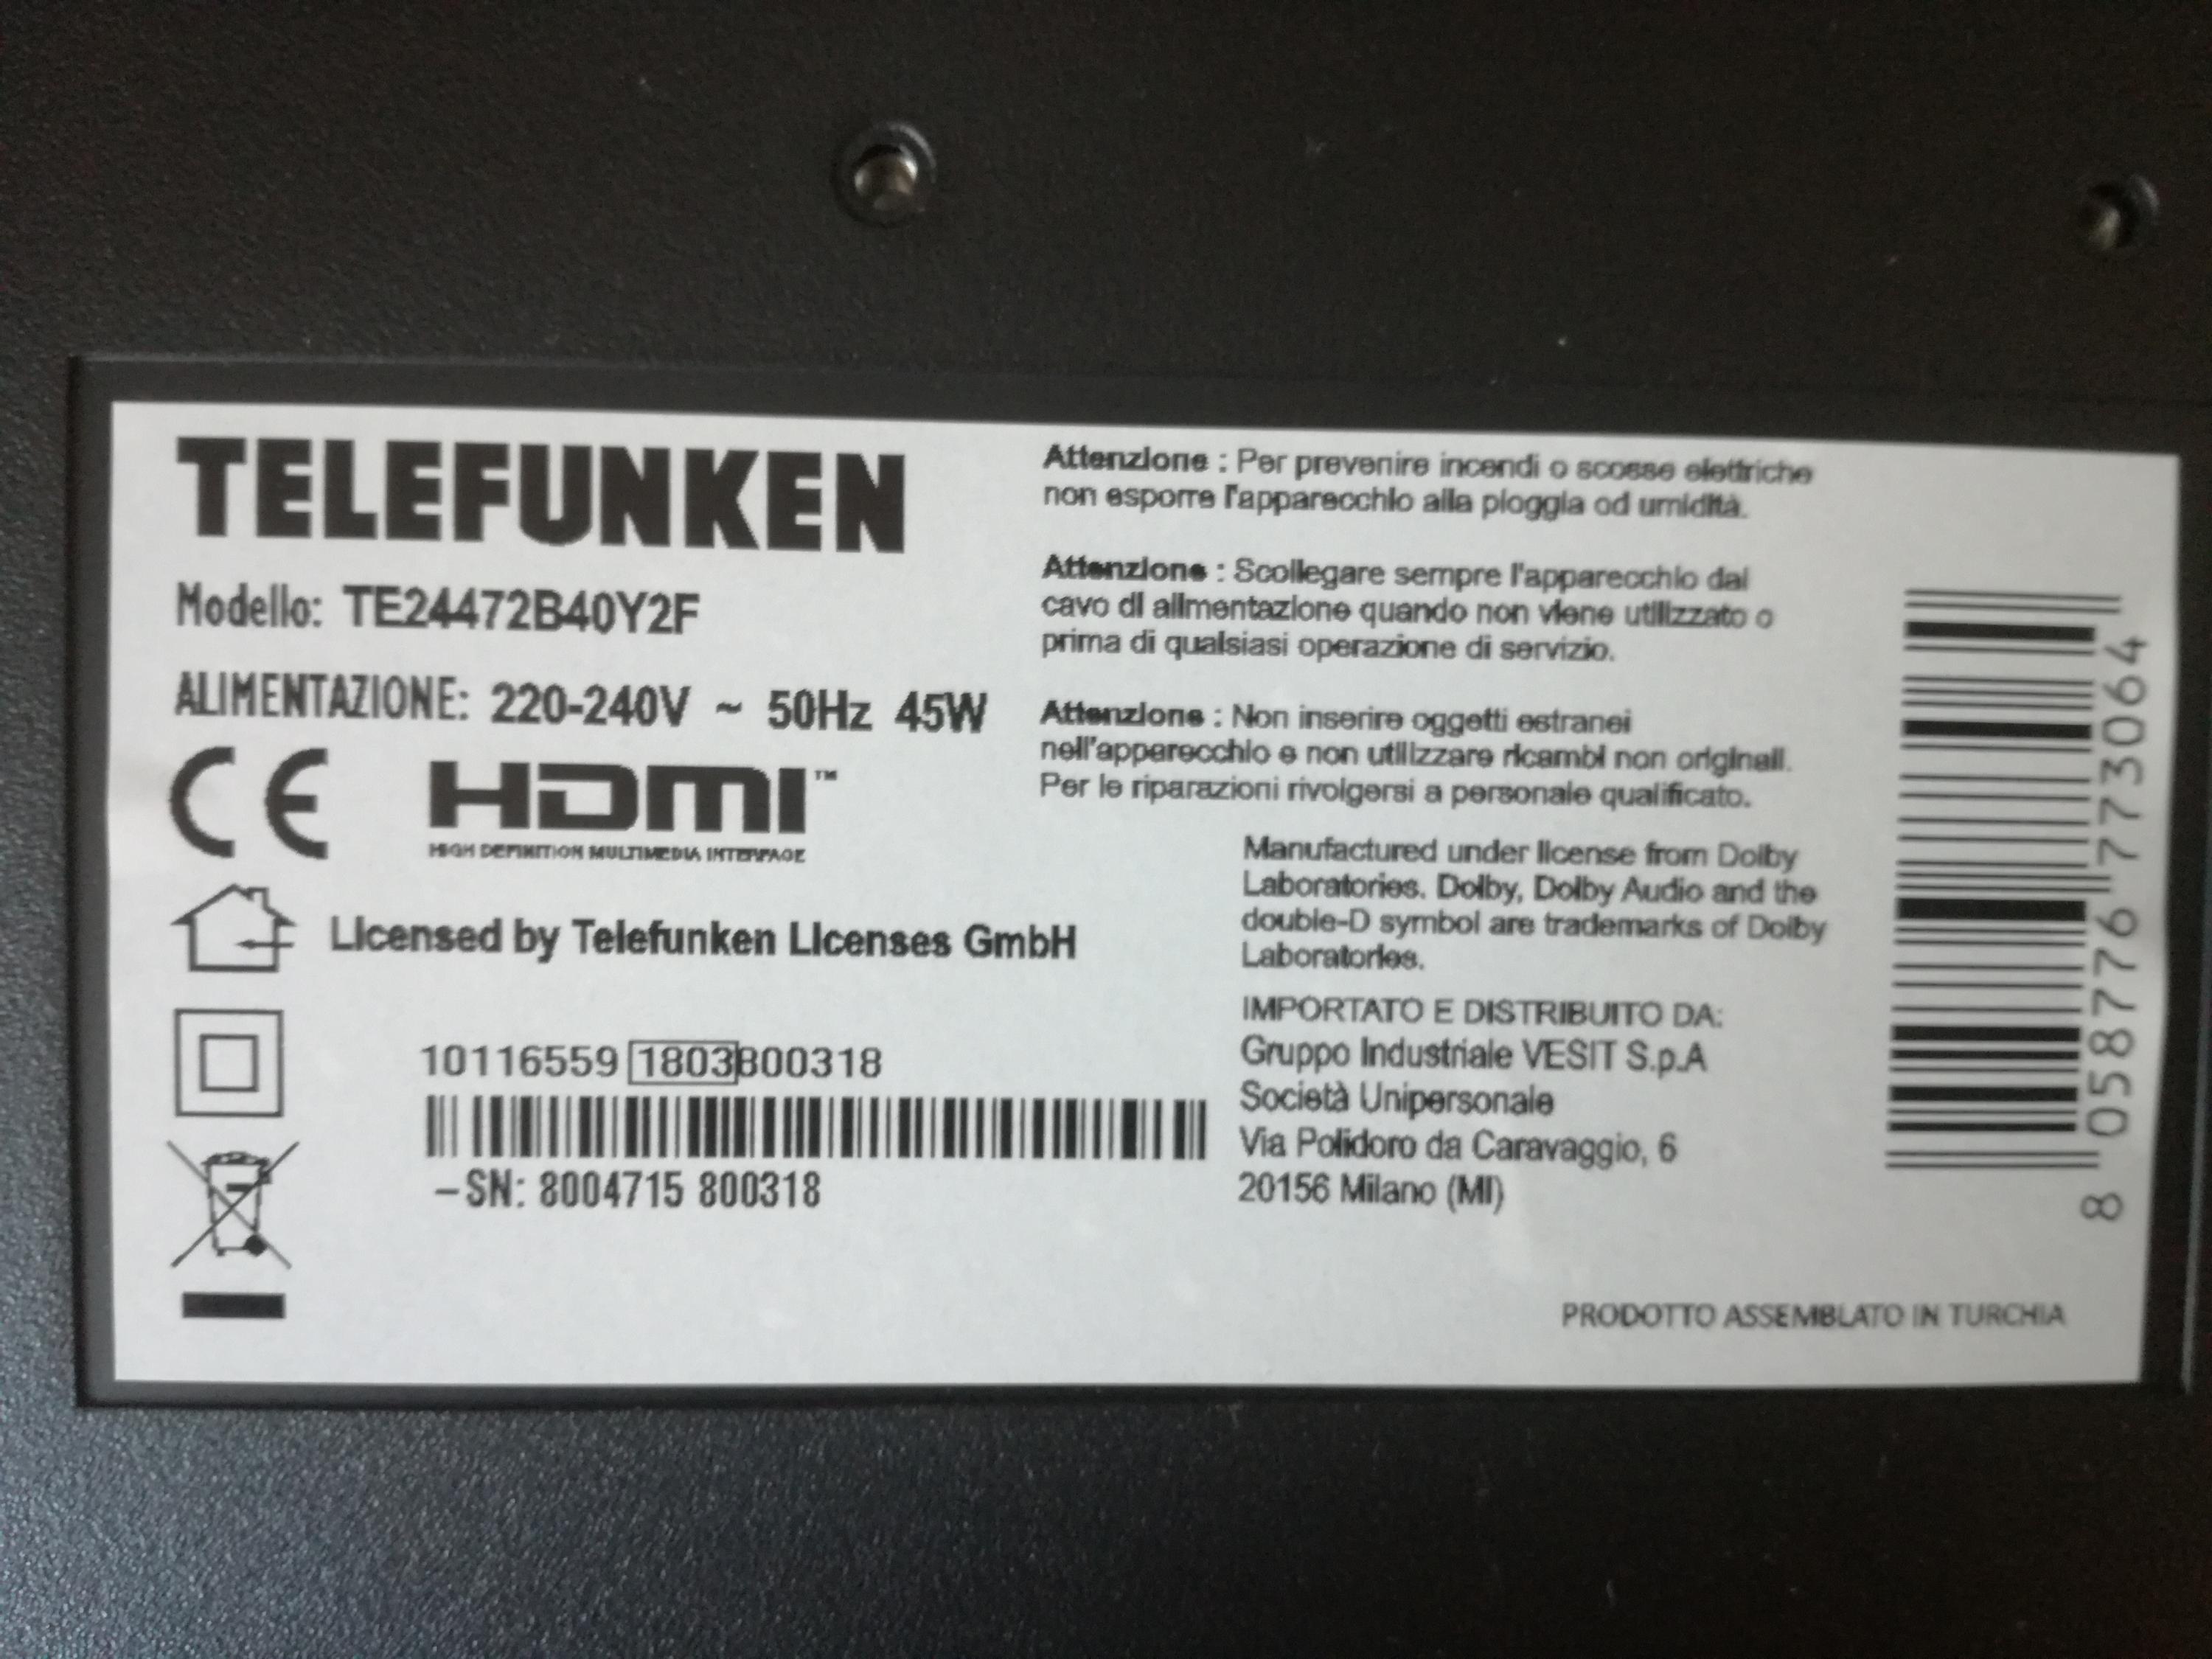 TELEFUNKEN
Modello: TE24472B40Y2F
ALIMENTAZIONE: 220-240V ~ 50Hz 45W
CE HDMI™
HIGH DEFINITION MULTIMEDIA INTERFACE
Licensed by Telefunken Licenses GmbH
10116559 1803800318
-SN: 8004715 800318
Attenzione : Per prevenire incendi o scosse elettriche
non esporre l'apparecchio alla pioggia od umidità.
Attenzione : Scollegare sempre l'apparecchio dal
cavo di alimentazione quando non viene utilizzato o
prima di qualsiasi operazione di servizio.
Attenzione : Non inserire oggetti estranei
nell'apparecchio e non utilizzare ricambi non originali.
Per le riparazioni rivolgersi a personale qualificato.
Manufactured under license from Dolby
Laboratories. Dolby, Dolby Audio and the
double-D symbol are trademarks of Dolby
Laboratories.
IMPORTATO E DISTRIBUITO DA:
Gruppo Industriale VESIT S.p.A
Società Unipersonale
Via Polidoro da Caravaggio, 6
20156 Milano (MI)
PRODOTTO ASSEMBLATO IN TURCHIA
8 058776 773064